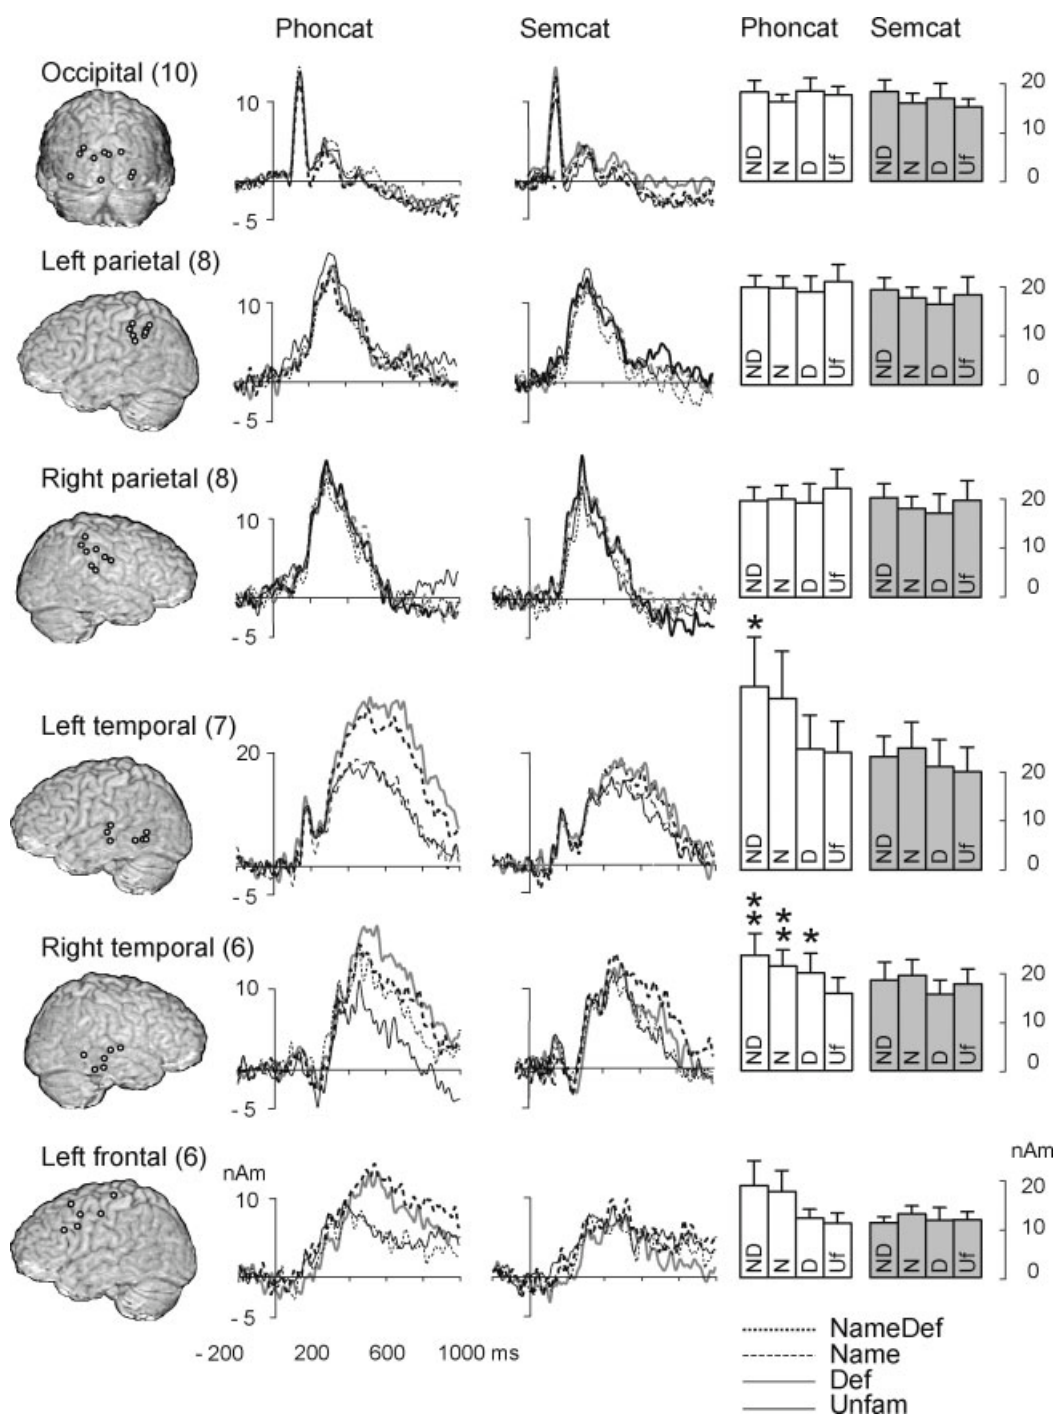 Phoncat Semcat Phoncat Semcat
Occipital (10)
10
- 5
ND N D Uf ND N D Uf
20
10
0
Left parietal (8)
10
- 5
ND N D Uf ND N D Uf
20
10
0
Right parietal (8)
10
- 5
ND N D Uf ND N D Uf
20
10
0
*
Left temporal (7)
20
- 5
ND N D Uf ND N D Uf
20
10
0
** ** *
Right temporal (6)
10
- 5
ND N D Uf ND N D Uf
20
10
0
Left frontal (6)
nAm
10
- 5
ND N D Uf ND N D Uf
nAm
20
10
0
- 200 200 600 1000 ms
NameDef
Name
Def
Unfam